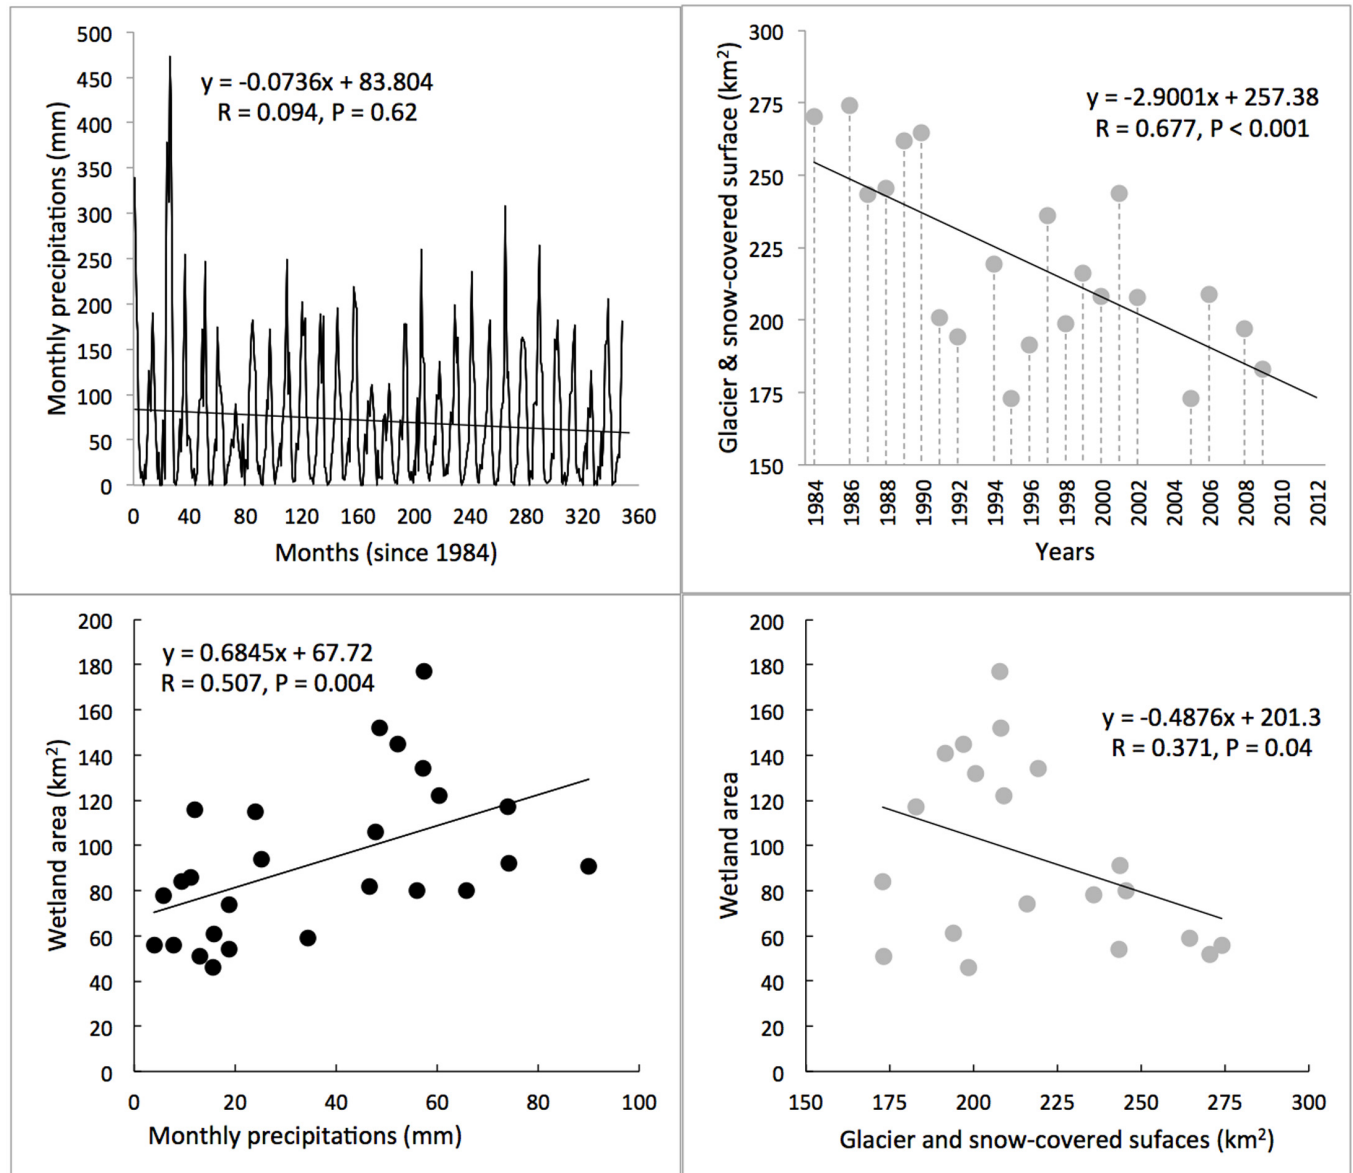 Monthly precipitations (mm)
500
450
400
350
300
250
200
150
100
50
0
y = -0.0736x + 83.804
R = 0.094, P = 0.62
0 40 80 120 160 200 240 280 320 360
Months (since 1984)
Glacier & snow-covered surface (km²)
300
275
250
225
200
175
150
y = -2.9001x + 257.38
R = 0.677, P < 0.001
1984 1986 1988 1990 1992 1994 1996 1998 2000 2002 2004 2006 2008 2010 2012
Years
Wetland area (km²)
200
180
160
140
120
100
80
60
40
20
0
y = 0.6845x + 67.72
R = 0.507, P = 0.004
0 20 40 60 80 100
Monthly precipitations (mm)
Wetland area
200
180
160
140
120
100
80
60
40
20
0
y = -0.4876x + 201.3
R = 0.371, P = 0.04
150 175 200 225 250 275 300
Glacier and snow-covered sufaces (km²)